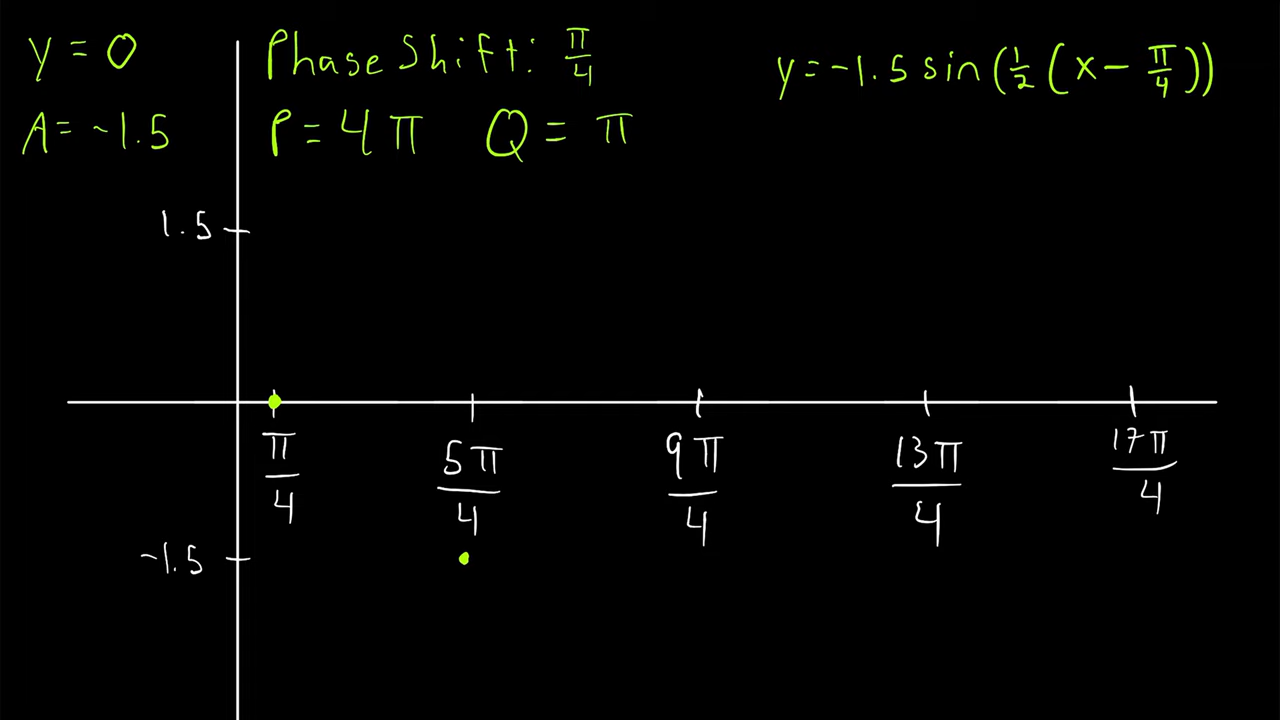 y = 0
Phase Shift: π/4
y = -1.5 sin(1/2(x - π/4))
A = -1.5
P = 4π
Q = π
1.5
π/4
5π/4
9π/4
13π/4
17π/4
-1.5